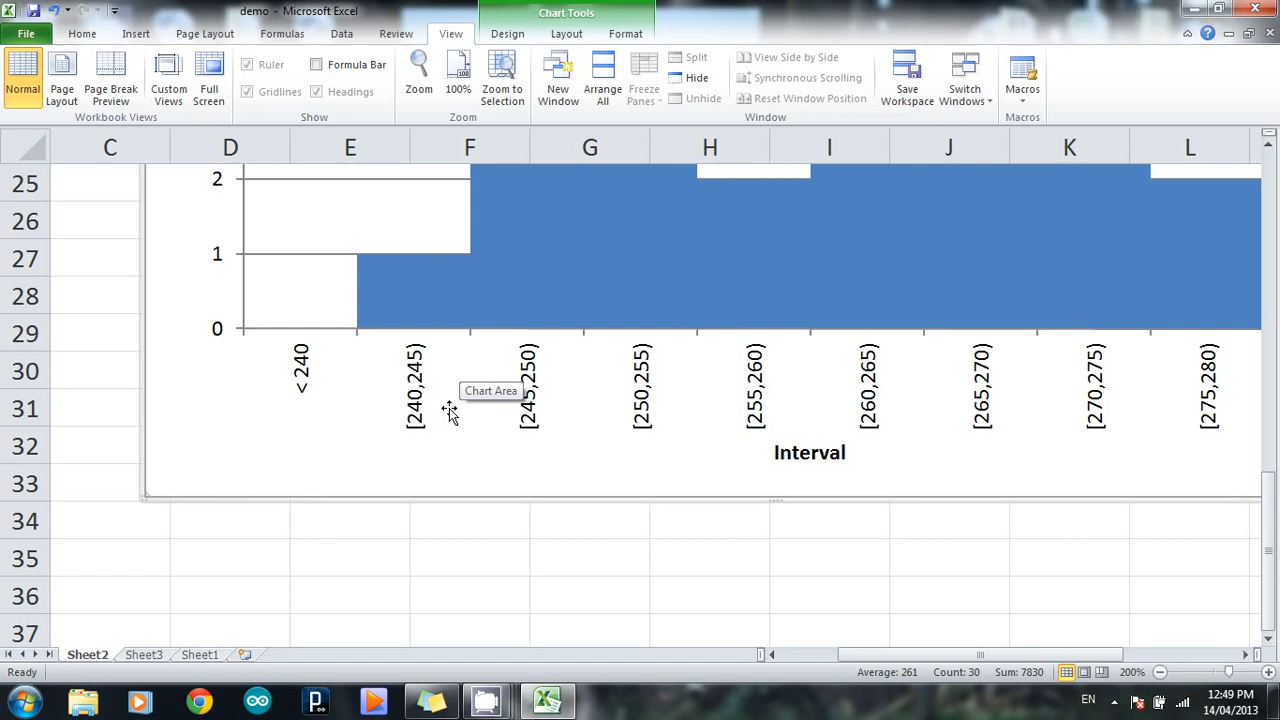 demo - Microsoft Excel
Chart Tools
File Home Insert Page Layout Formulas Data Review View Design Layout Format
Normal
Page Layout
Page Break Preview
Custom Views
Full Screen
Workbook Views
Ruler
Formula Bar
Gridlines
Headings
Show
Zoom
100
100%
Zoom to Selection
Zoom
New Window
Arrange All
Freeze Panes
Split
Hide
Unhide
View Side by Side
Synchronous Scrolling
Reset Window Position
Window
Save Workspace
Switch Windows
Macros
Macros
C D E F G H I J K L
25
26
27
28
29
30
31
32
33
34
35
36
37
2
1
0
< 240
[240,245)
[245,250)
[250,255)
[255,260)
[260,265)
[265,270)
[270,275)
[275,280)
Chart Area
Interval
Sheet2 Sheet3 Sheet1
Ready
Average: 261 Count: 30 Sum: 7830
200%
EN
12:49 PM
14/04/2013